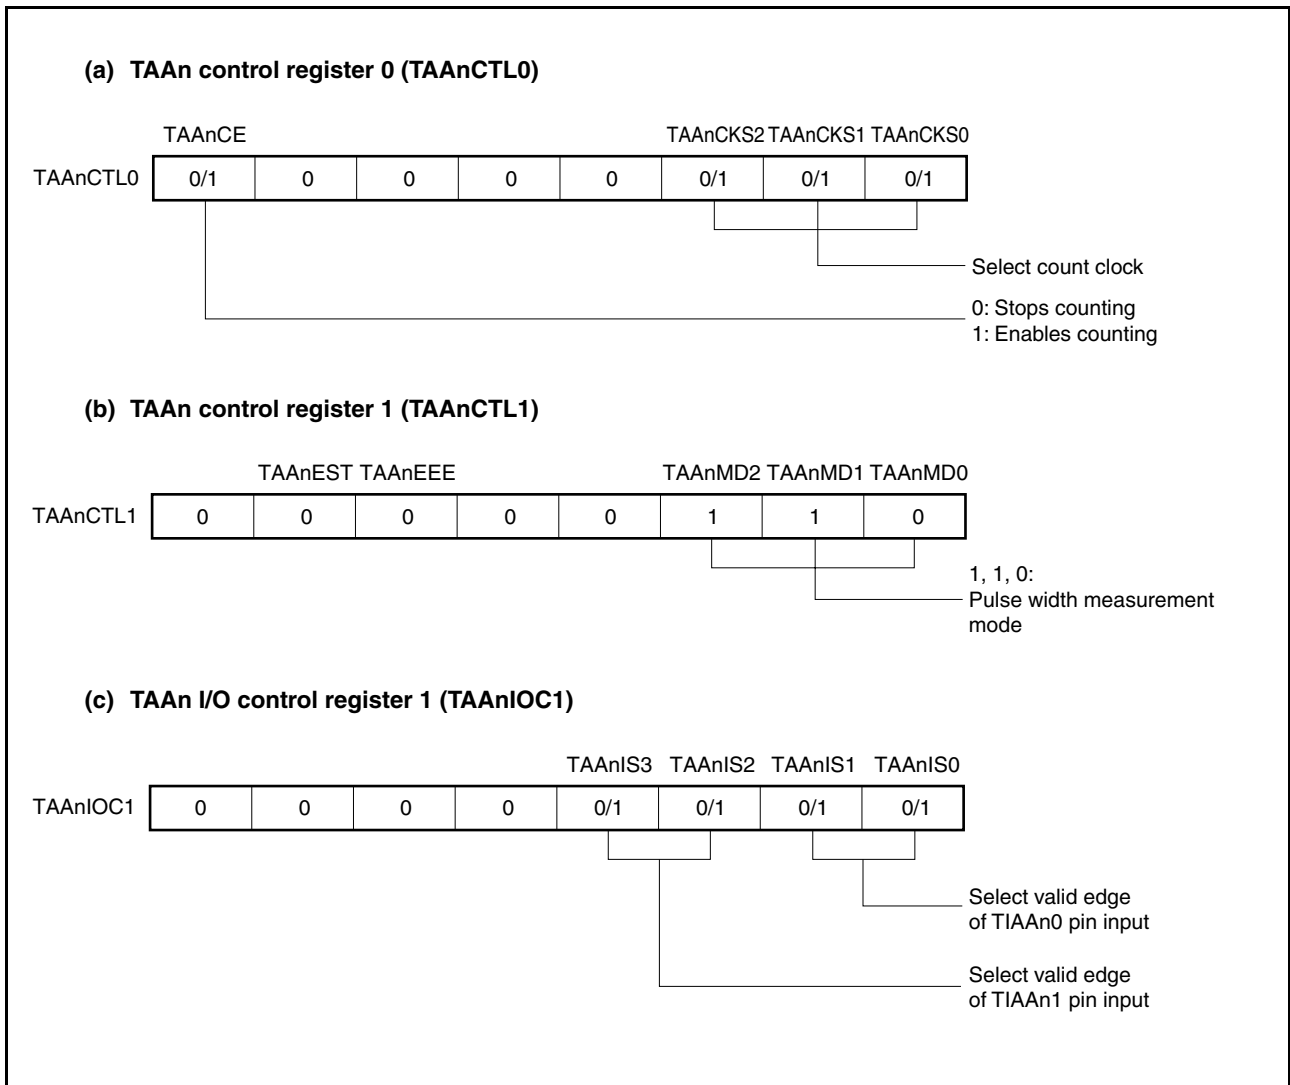 (a) TAAn control register 0 (TAAnCTL0)
TAAnCE TAAnCKS2 TAAnCKS1 TAAnCKS0
TAAnCTL0 0/1 0 0 0 0 0/1 0/1 0/1
Select count clock
0: Stops counting
1: Enables counting
(b) TAAn control register 1 (TAAnCTL1)
TAAnEST TAAnEEE TAAnMD2 TAAnMD1 TAAnMD0
TAAnCTL1 0 0 0 0 0 1 1 0
1, 1, 0:
Pulse width measurement
mode
(c) TAAn I/O control register 1 (TAAnIOC1)
TAAnIS3 TAAnIS2 TAAnIS1 TAAnIS0
TAAnIOC1 0 0 0 0 0/1 0/1 0/1 0/1
Select valid edge
of TIAAn0 pin input
Select valid edge
of TIAAn1 pin input